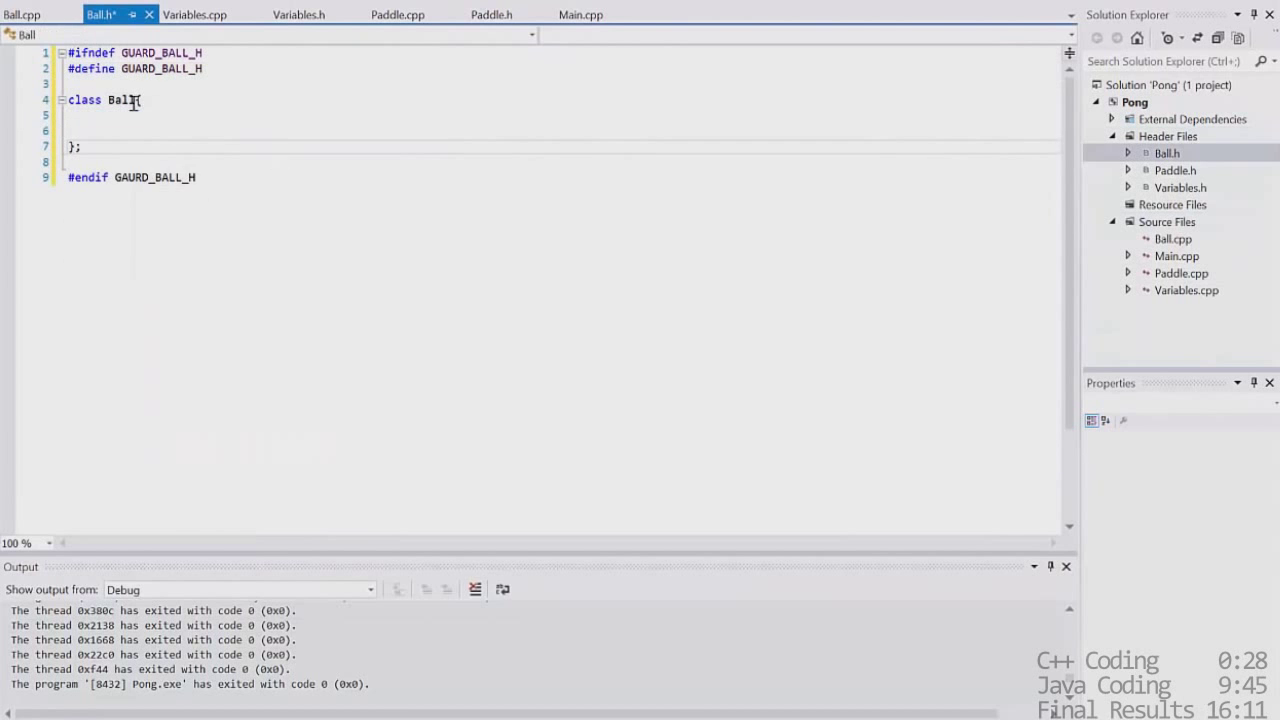 Ball.cpp Ball.h* Variables.cpp Variables.h Paddle.cpp Paddle.h Main.cpp
Ball
1 #ifndef GUARD_BALL_H
2 #define GUARD_BALL_H
3
4 class Ball{
5
6
7 };
8
9 #endif GAURD_BALL_H
100 %
Output
Show output from: Debug
The thread 0x380c has exited with code 0 (0x0).
The thread 0x2138 has exited with code 0 (0x0).
The thread 0x1668 has exited with code 0 (0x0).
The thread 0x22c0 has exited with code 0 (0x0).
The thread 0xf44 has exited with code 0 (0x0).
The program '[8432] Pong.exe' has exited with code 0 (0x0).
Solution Explorer
Search Solution Explorer (Ctrl+;)
Solution 'Pong' (1 project)
Pong
External Dependencies
Header Files
Ball.h
Paddle.h
Variables.h
Resource Files
Source Files
Ball.cpp
Main.cpp
Paddle.cpp
Variables.cpp
Properties
C++ Coding 0:28
Java Coding 9:45
Final Results 16:11